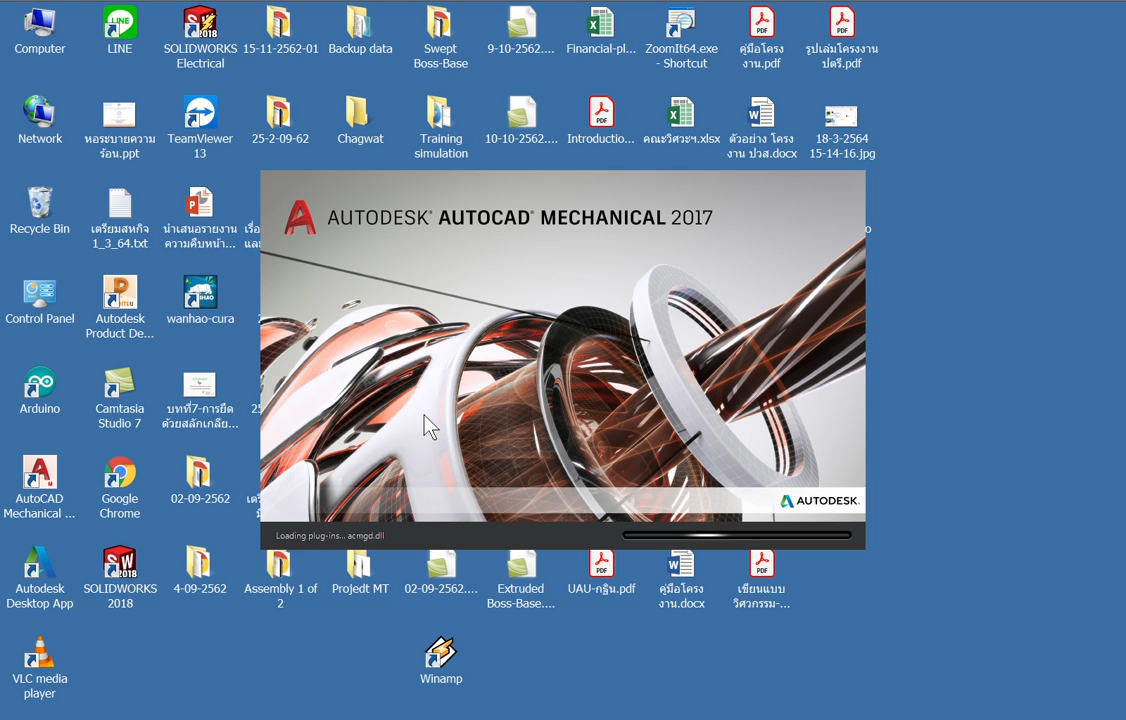 Computer
LINE
SOLIDWORKS
Electrical
15-11-2562-01
Backup data
Swept
Boss-Base
9-10-2562....
Financial-pl...
ZoomIt64.exe
- Shortcut
คู่มือโครง
งาน.pdf
รูปเล่มโครงงาน
ปตรี.pdf
Network
หอระบายความ
ร้อน.ppt
TeamViewer
13
25-2-09-62
Chagwat
Training
simulation
10-10-2562....
Introductio...
คณะวิศวะฯ.xlsx
ตัวอย่าง โครง
งาน ปวส.docx
18-3-2564
15-14-16.jpg
Recycle Bin
เตรียมสหกิจ
1_3_64.txt
นำเสนอรายงาน
ความคืบหน้า...
AUTODESK® AUTOCAD® MECHANICAL 2017
Control Panel
Autodesk
Product De...
wanhao-cura
Arduino
Camtasia
Studio 7
บทที่7-การยึด
ด้วยสลักเกลีย...
AutoCAD
Mechanical ...
Google
Chrome
02-09-2562
AUTODESK.
Loading plug-ins... acmgd.dll
Autodesk
Desktop App
SOLIDWORKS
2018
4-09-2562
Assembly 1 of
2
Projedt MT
02-09-2562....
Extruded
Boss-Base....
UAU-กฐิน.pdf
คู่มือโครง
งาน.docx
เขียนแบบ
วิศวกรรม-...
VLC media
player
Winamp